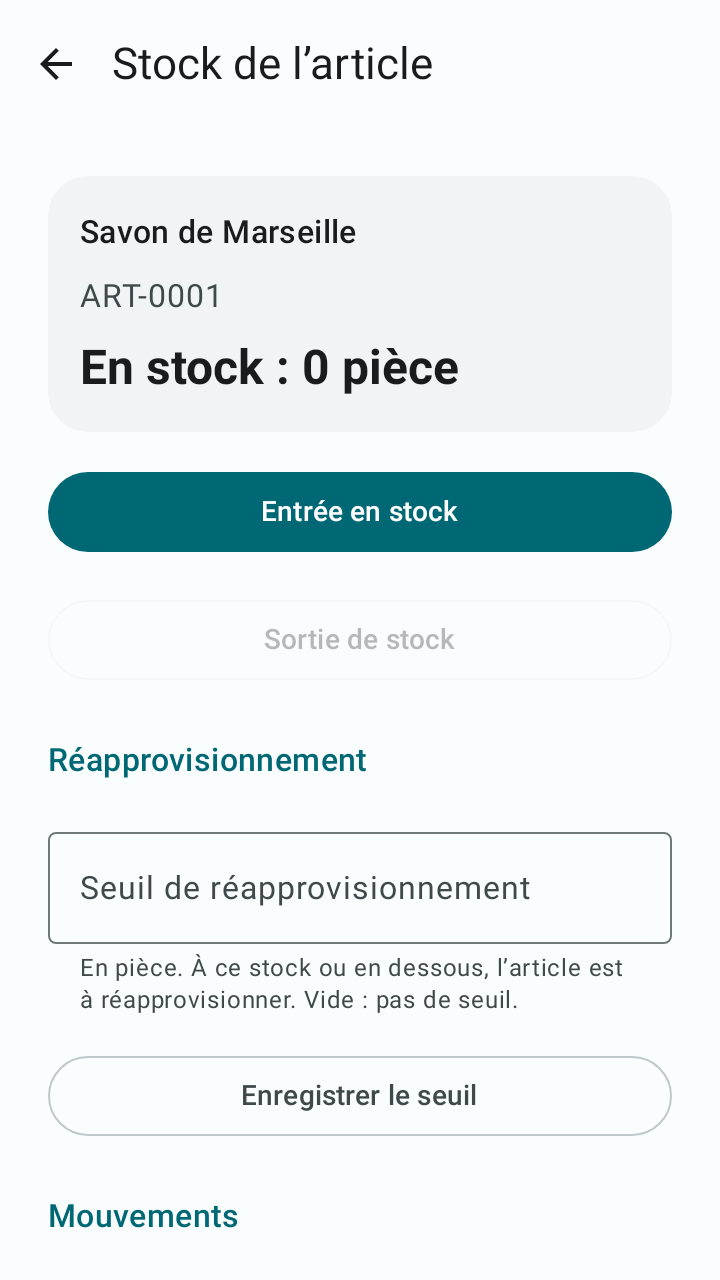 Stock de l’article
Savon de Marseille
ART-0001
En stock : 0 pièce
Entrée en stock
Sortie de stock
Réapprovisionnement
Seuil de réapprovisionnement
En pièce. À ce stock ou en dessous, l’article est
à réapprovisionner. Vide : pas de seuil.
Enregistrer le seuil
Mouvements